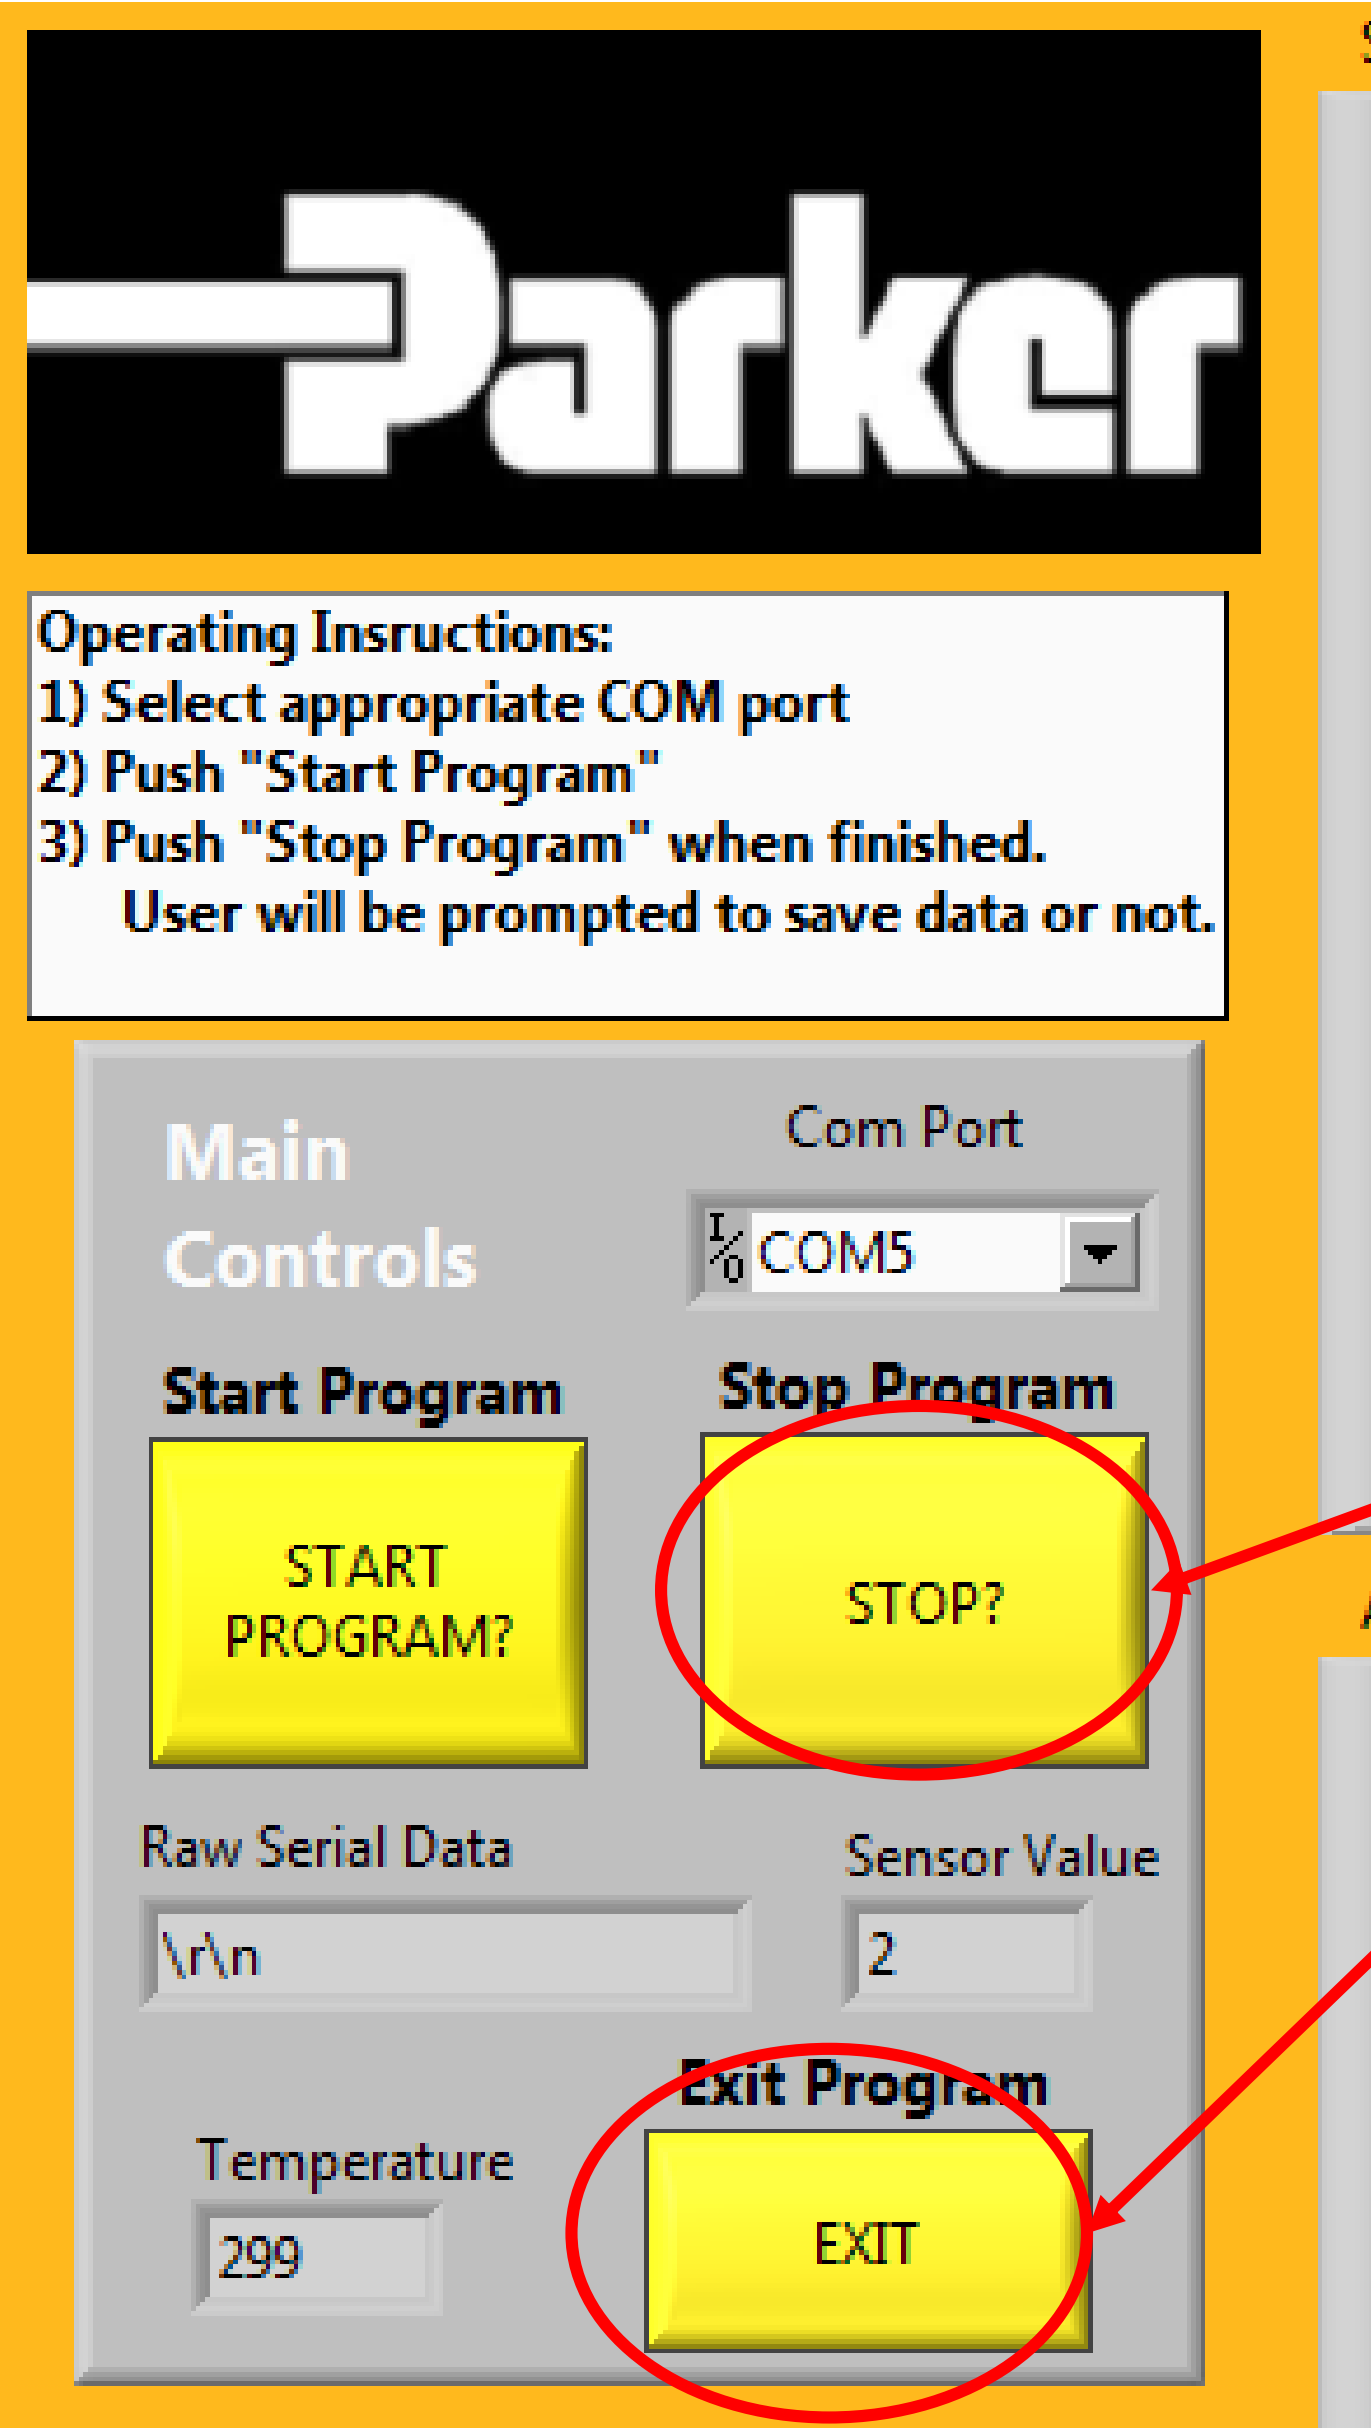 Parker
Operating Insructions:
1) Select appropriate COM port
2) Push "Start Program"
3) Push "Stop Program" when finished.
User will be prompted to save data or not.
Main
Controls
Com Port
I/O COM5
Start Program
Stop Program
START
PROGRAM?
STOP?
Raw Serial Data
Sensor Value
\r\n
2
Exit Program
Temperature
EXIT
299